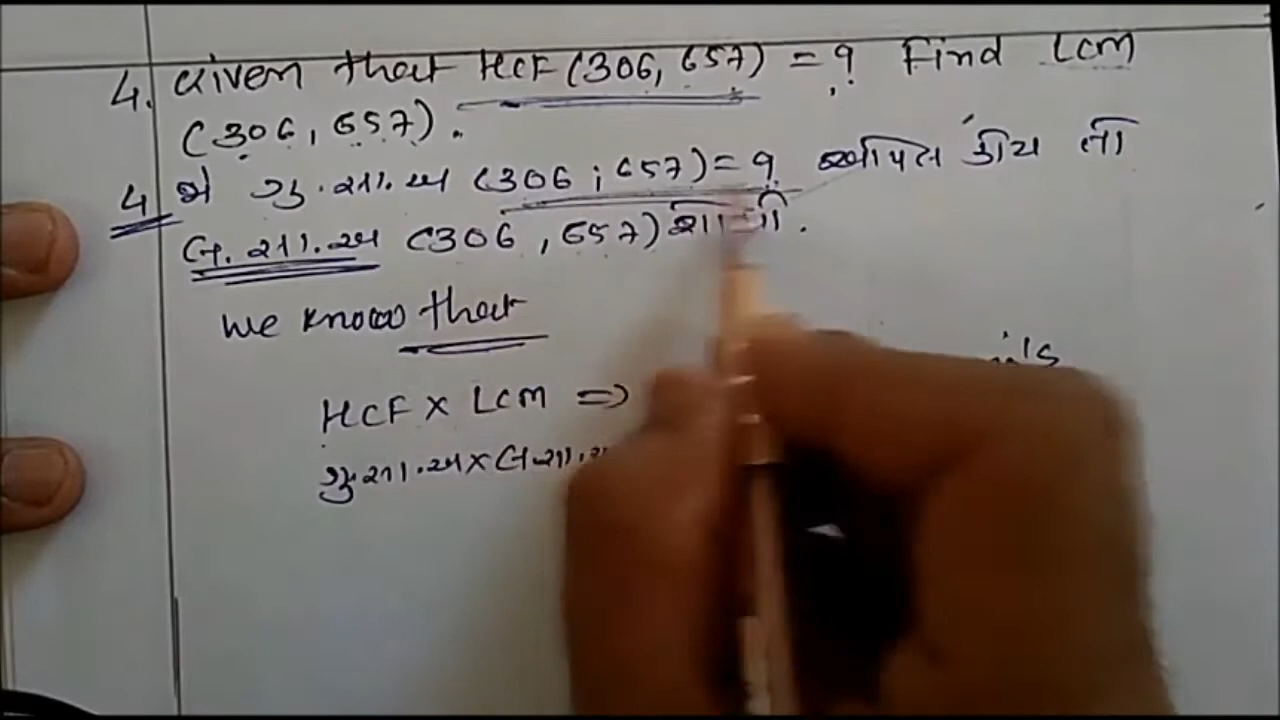 4. Given that HCF (306, 657) = 9 Find LCM
(306, 657).
4 જો ગુ.સા.અ (306, 657) = 9 આપેલ હોય તો
લ.સા.અ (306, 657) શોધો.
We know that
HCF X LCM =>
ગુ.સા.અ X લ.સા.અ